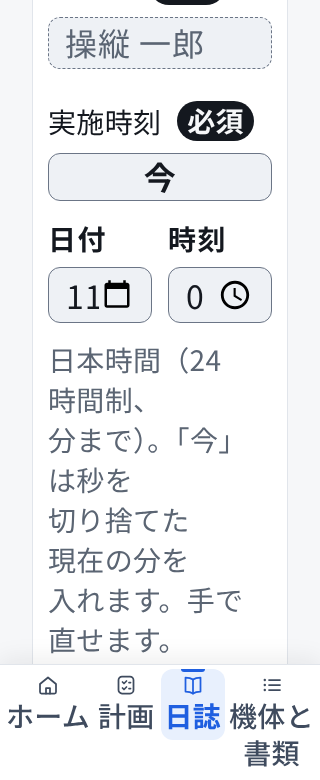 操縦 一郎
実施時刻 必須
今
日付 時刻
11 0
日本時間（24
時間制、
分まで）。「今」
は秒を
切り捨てた
現在の分を
入れます。手で
直せます。
ホーム 計画 日誌 機体と
書類